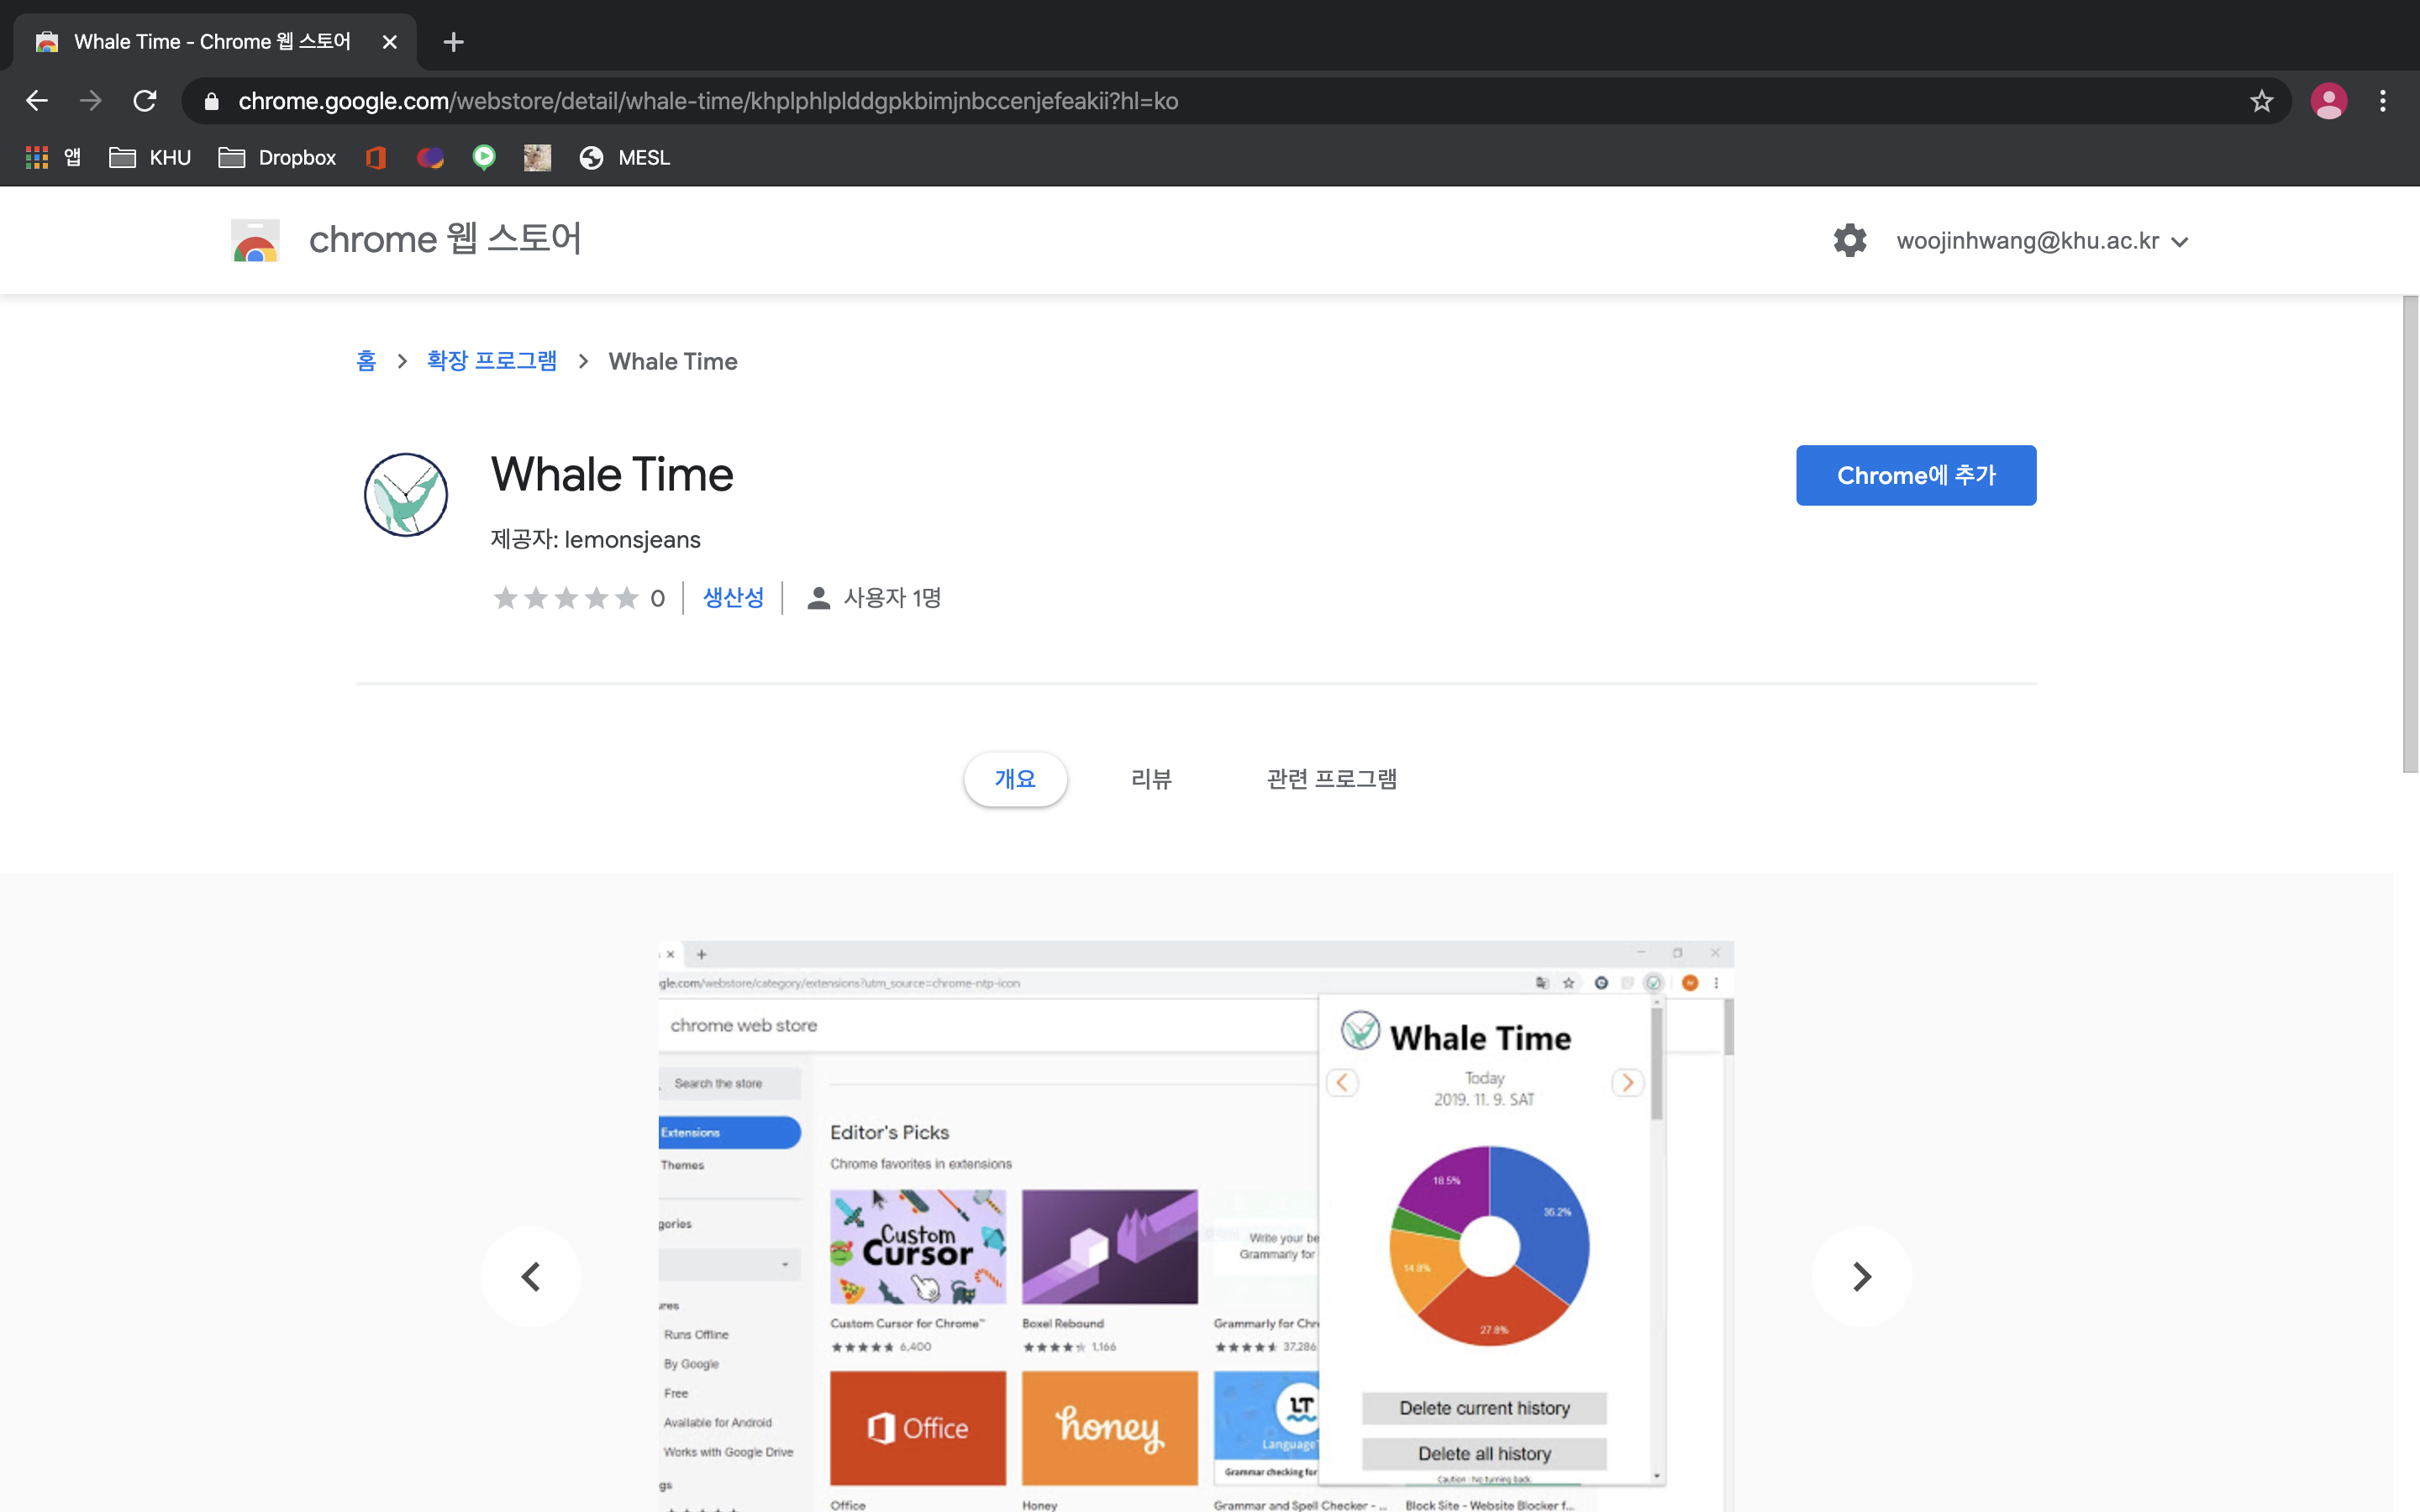 Whale Time - Chrome 웹 스토어
chrome.google.com/webstore/detail/whale-time/khplphlplddgpkbimjnbccenjefeakii?hl=ko
앱 KHU Dropbox MESL
chrome 웹 스토어
woojinhwang@khu.ac.kr
홈 > 확장 프로그램 > Whale Time
Whale Time
Chrome에 추가
제공자: lemonsjeans
0 생산성 사용자 1명
개요 리뷰 관련 프로그램
gle.com/webstore/category/extensions?utm_source=chrome-ntp-icon
chrome web store
Search the store
Extensions
Themes
gories
ures
Runs Offline
By Google
Free
Available for Android
Works with Google Drive
gs
Editor's Picks
Chrome favorites in extensions
Custom
Cursor
Write your be
Grammarly for
Custom Cursor for Chrome™
6,400
Boxel Rebound
1,166
Grammarly for Chr
37,286
Office
honey
LT
Language
Grammar checking for
Office
Honey
Grammar and Spell Checker - ...
Block Site - Website Blocker f...
Whale Time
Today
2019. 11. 9. SAT
18.5%
35.2%
14.8%
27.8%
Delete current history
Delete all history
Caution : No turning back.